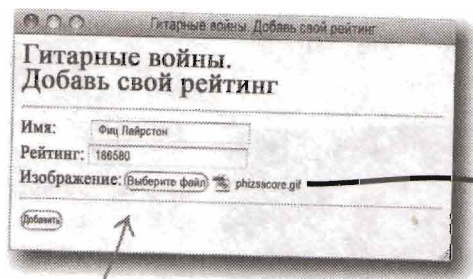 Гитарные войны. Добавь свой рейтинг
Гитарные войны.
Добавь свой рейтинг
Имя: Фиц Лайрстон
Рейтинг: 186580
Изображение: Выберите файл phizsscore.gif
Добавить